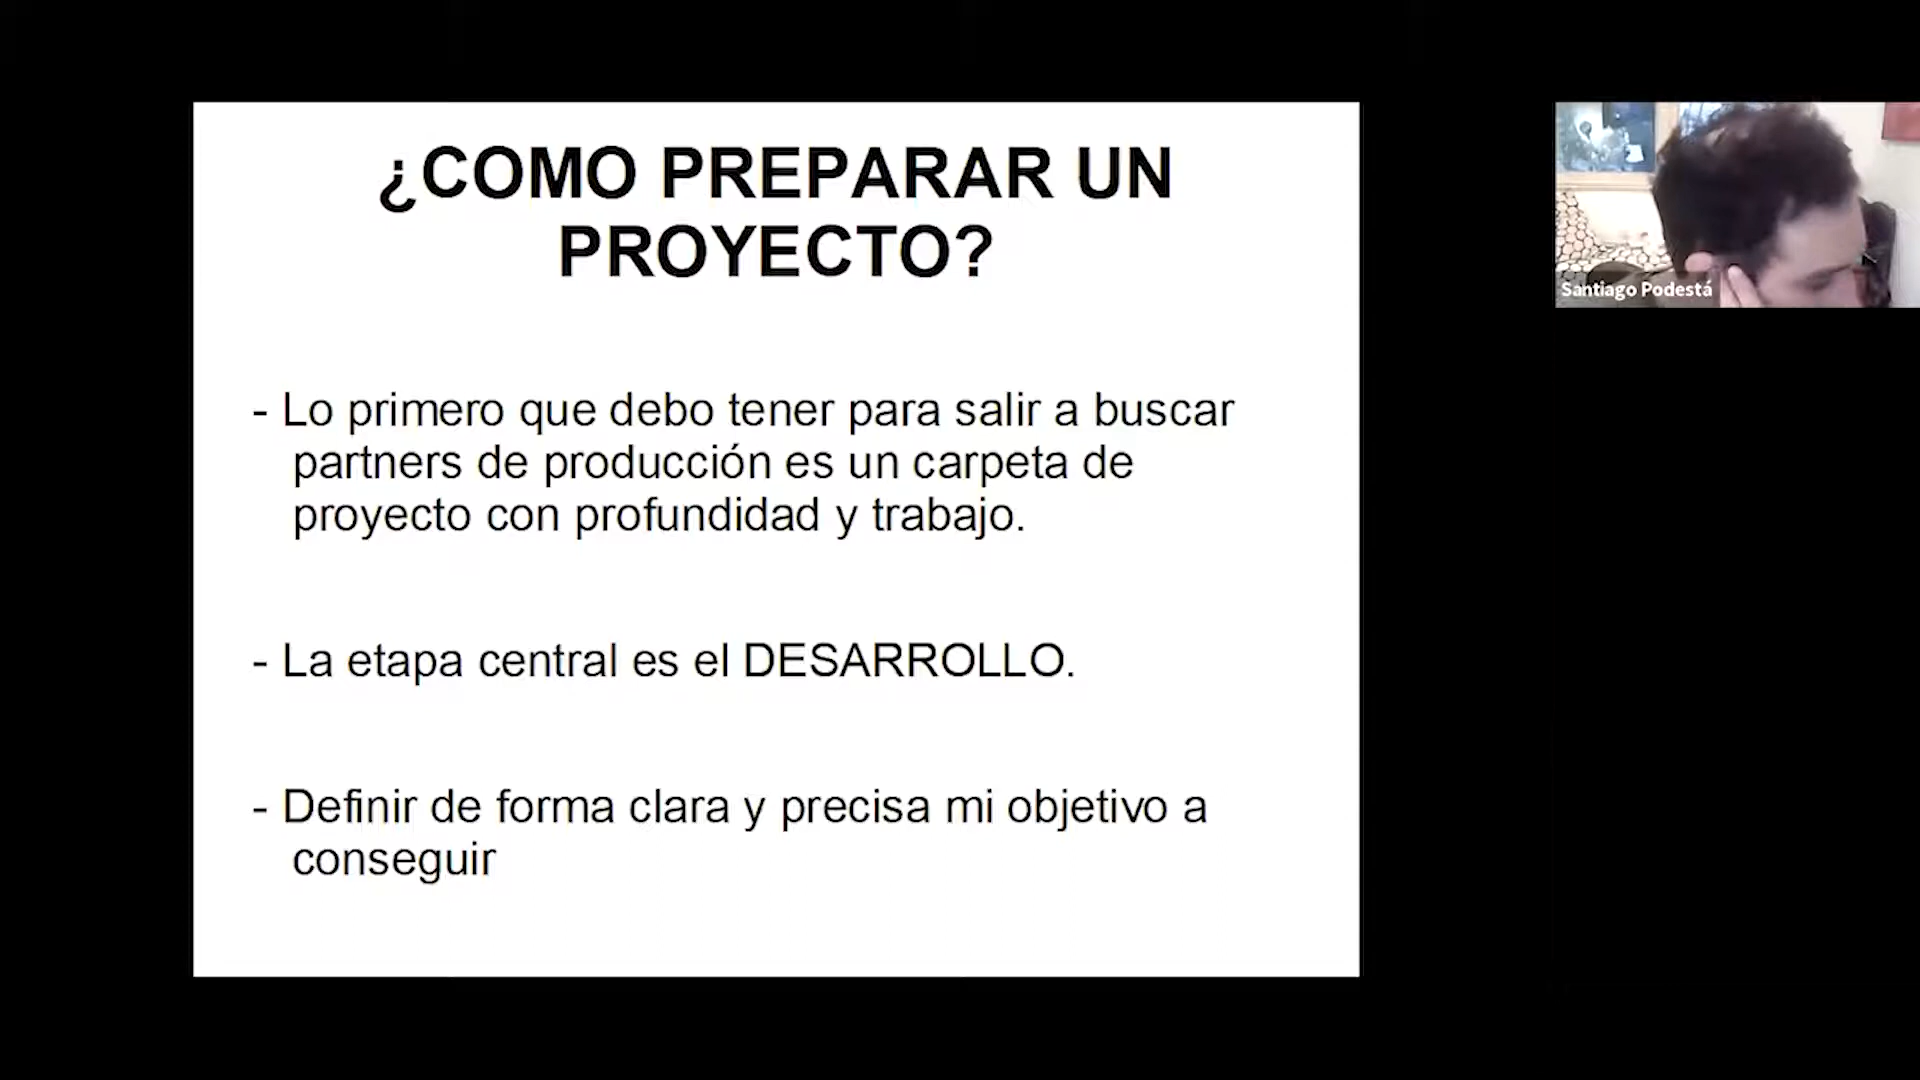 ¿COMO PREPARAR UN
PROYECTO?
- Lo primero que debo tener para salir a buscar
partners de producción es un carpeta de
proyecto con profundidad y trabajo.
- La etapa central es el DESARROLLO.
- Definir de forma clara y precisa mi objetivo a
conseguir
Santiago Podestá